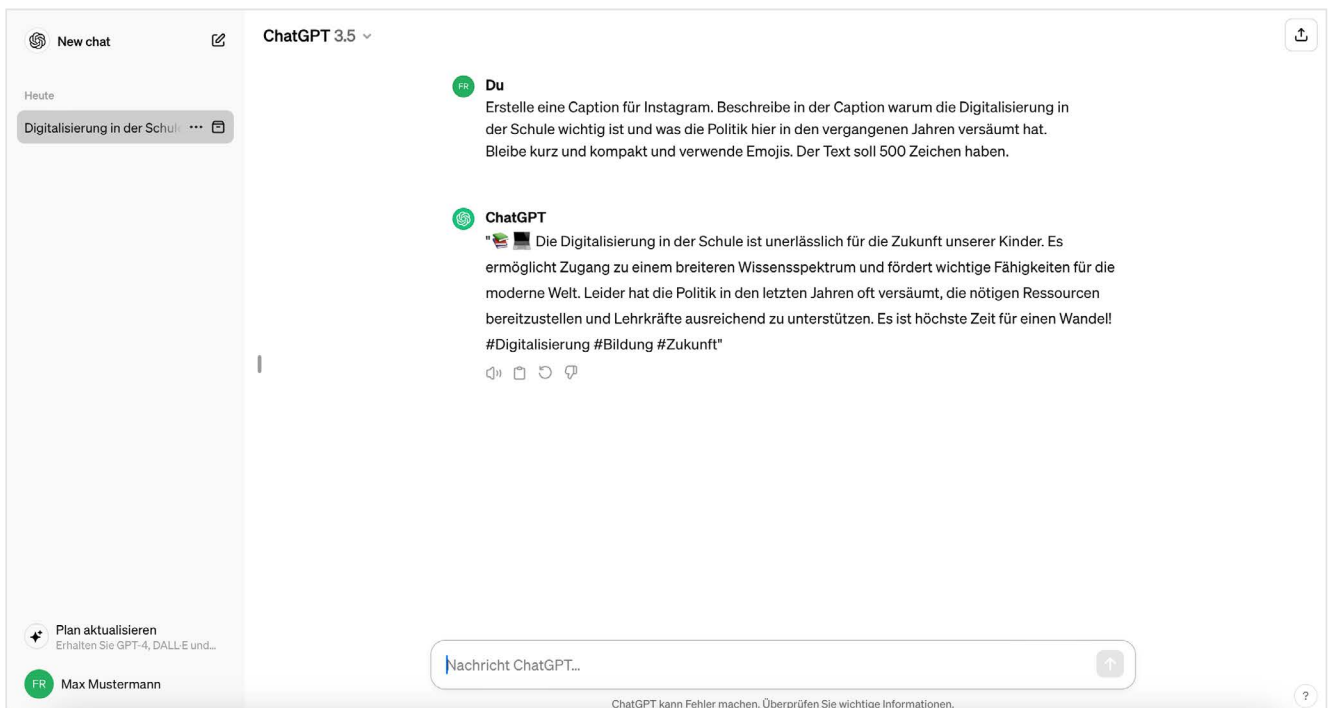 New chat
Heute
Digitalisierung in der Schul
Plan aktualisieren
Erhalten Sie GPT-4, DALL·E und...
FR Max Mustermann
ChatGPT 3.5
FR Du
Erstelle eine Caption für Instagram. Beschreibe in der Caption warum die Digitalisierung in
der Schule wichtig ist und was die Politik hier in den vergangenen Jahren versäumt hat.
Bleibe kurz und kompakt und verwende Emojis. Der Text soll 500 Zeichen haben.
ChatGPT
"📚 💻 Die Digitalisierung in der Schule ist unerlässlich für die Zukunft unserer Kinder. Es
ermöglicht Zugang zu einem breiteren Wissensspektrum und fördert wichtige Fähigkeiten für die
moderne Welt. Leider hat die Politik in den letzten Jahren oft versäumt, die nötigen Ressourcen
bereitzustellen und Lehrkräfte ausreichend zu unterstützen. Es ist höchste Zeit für einen Wandel!
#Digitalisierung #Bildung #Zukunft"
Nachricht ChatGPT...
ChatGPT kann Fehler machen. Überprüfen Sie wichtige Informationen.
?